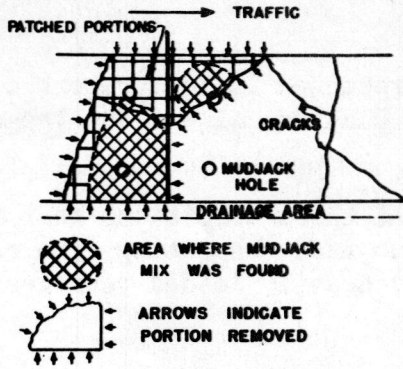 TRAFFIC
PATCHED PORTIONS
CRACKS
MUDJACK
HOLE
DRAINAGE AREA
AREA WHERE MUDJACK
MIX WAS FOUND
ARROWS INDICATE
PORTION REMOVED